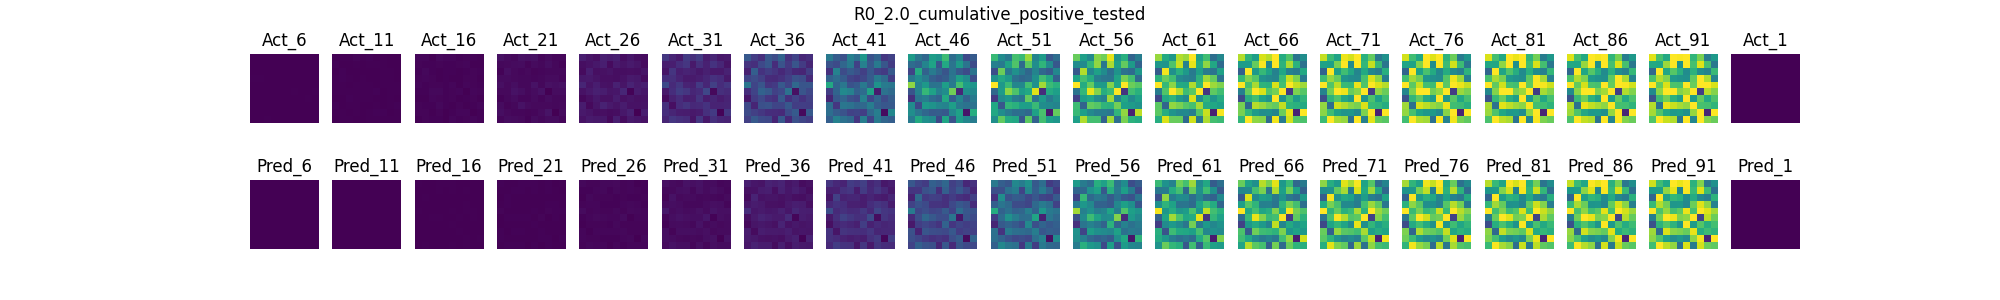 R0_2.0_cumulative_positive_tested
Act_6 Act_11 Act_16 Act_21 Act_26 Act_31 Act_36 Act_41 Act_46 Act_51 Act_56 Act_61 Act_66 Act_71 Act_76 Act_81 Act_86 Act_91 Act_1
Pred_6 Pred_11 Pred_16 Pred_21 Pred_26 Pred_31 Pred_36 Pred_41 Pred_46 Pred_51 Pred_56 Pred_61 Pred_66 Pred_71 Pred_76 Pred_81 Pred_86 Pred_91 Pred_1